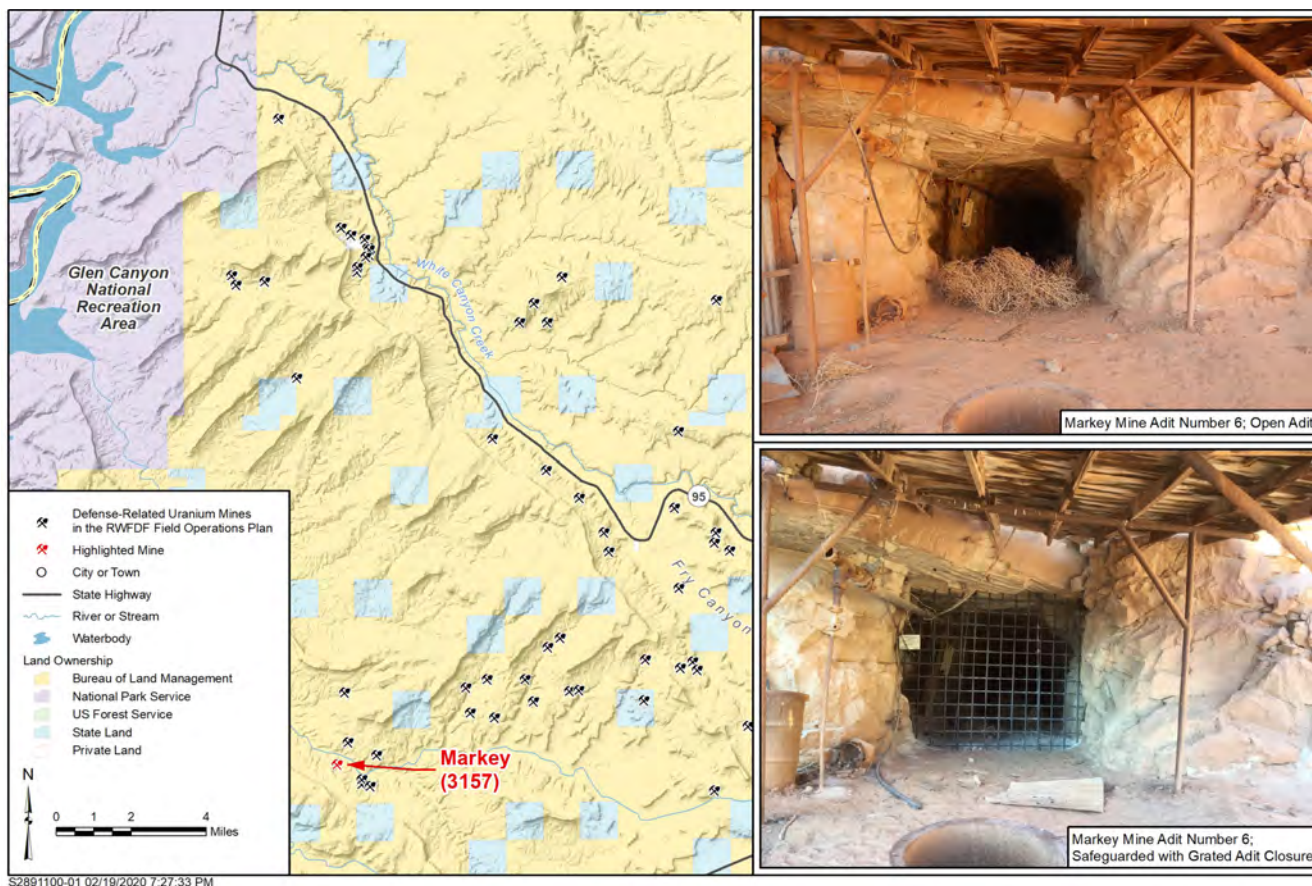 Glen Canyon
National
Recreation
Area
White Canyon Creek
95
Fry Canyon
Markey
(3157)
Defense-Related Uranium Mines
in the RWFDF Field Operations Plan
Highlighted Mine
City or Town
State Highway
River or Stream
Waterbody
Land Ownership
Bureau of Land Management
National Park Service
US Forest Service
State Land
Private Land
N
0 1 2 4
Miles
S2891100-01 02/19/2020 7:27:33 PM
Markey Mine Adit Number 6; Open Adit
Markey Mine Adit Number 6;
Safeguarded with Grated Adit Closure